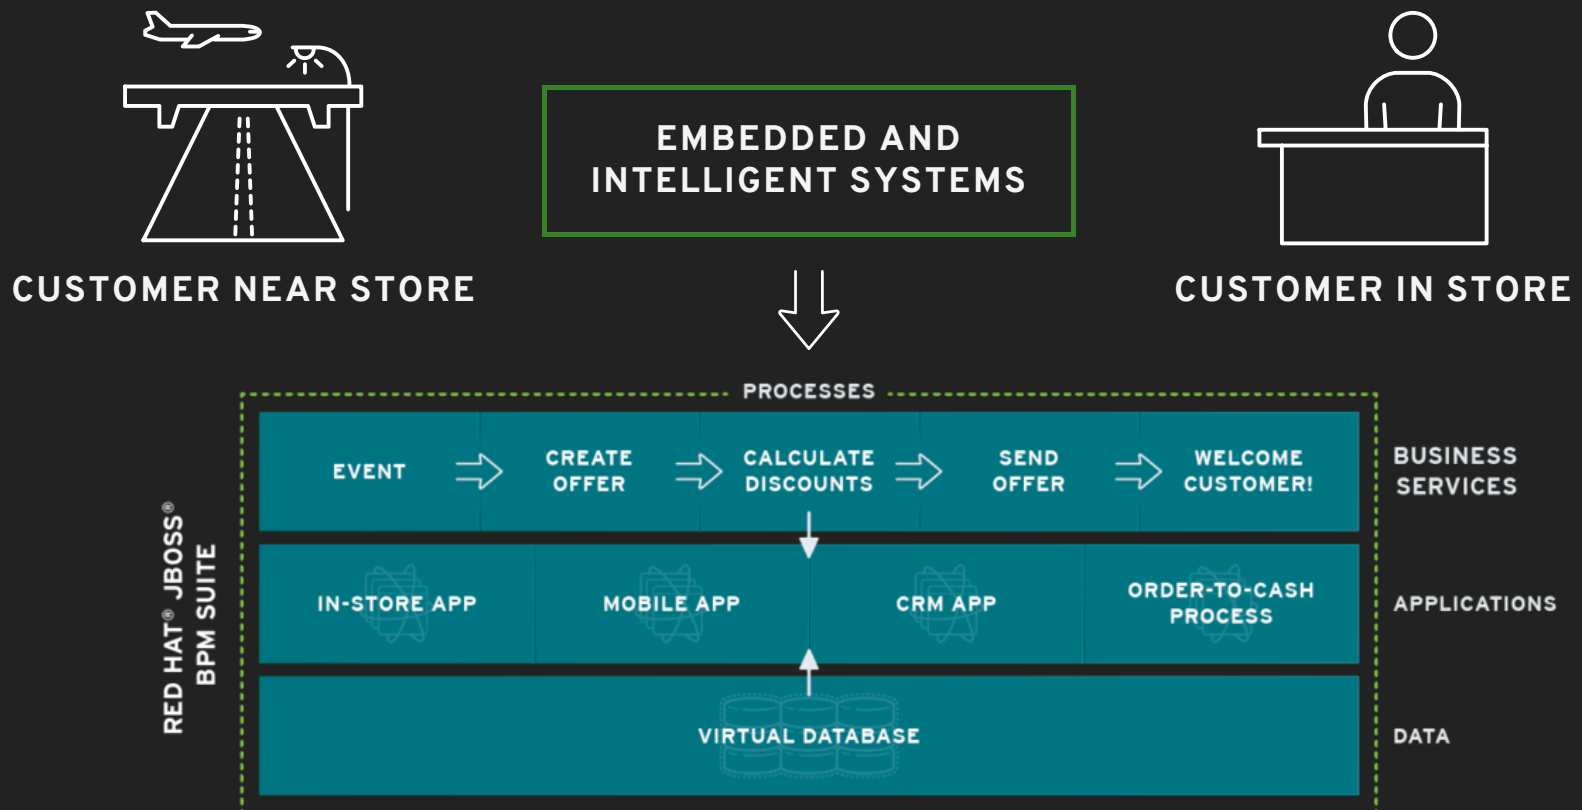 EMBEDDED AND
INTELLIGENT SYSTEMS
CUSTOMER NEAR STORE
CUSTOMER IN STORE
PROCESSES
EVENT
CREATE
OFFER
CALCULATE
DISCOUNTS
SEND
OFFER
WELCOME
CUSTOMER!
BUSINESS
SERVICES
RED HAT® JBOSS®
BPM SUITE
IN-STORE APP
MOBILE APP
CRM APP
ORDER-TO-CASH
PROCESS
APPLICATIONS
VIRTUAL DATABASE
DATA